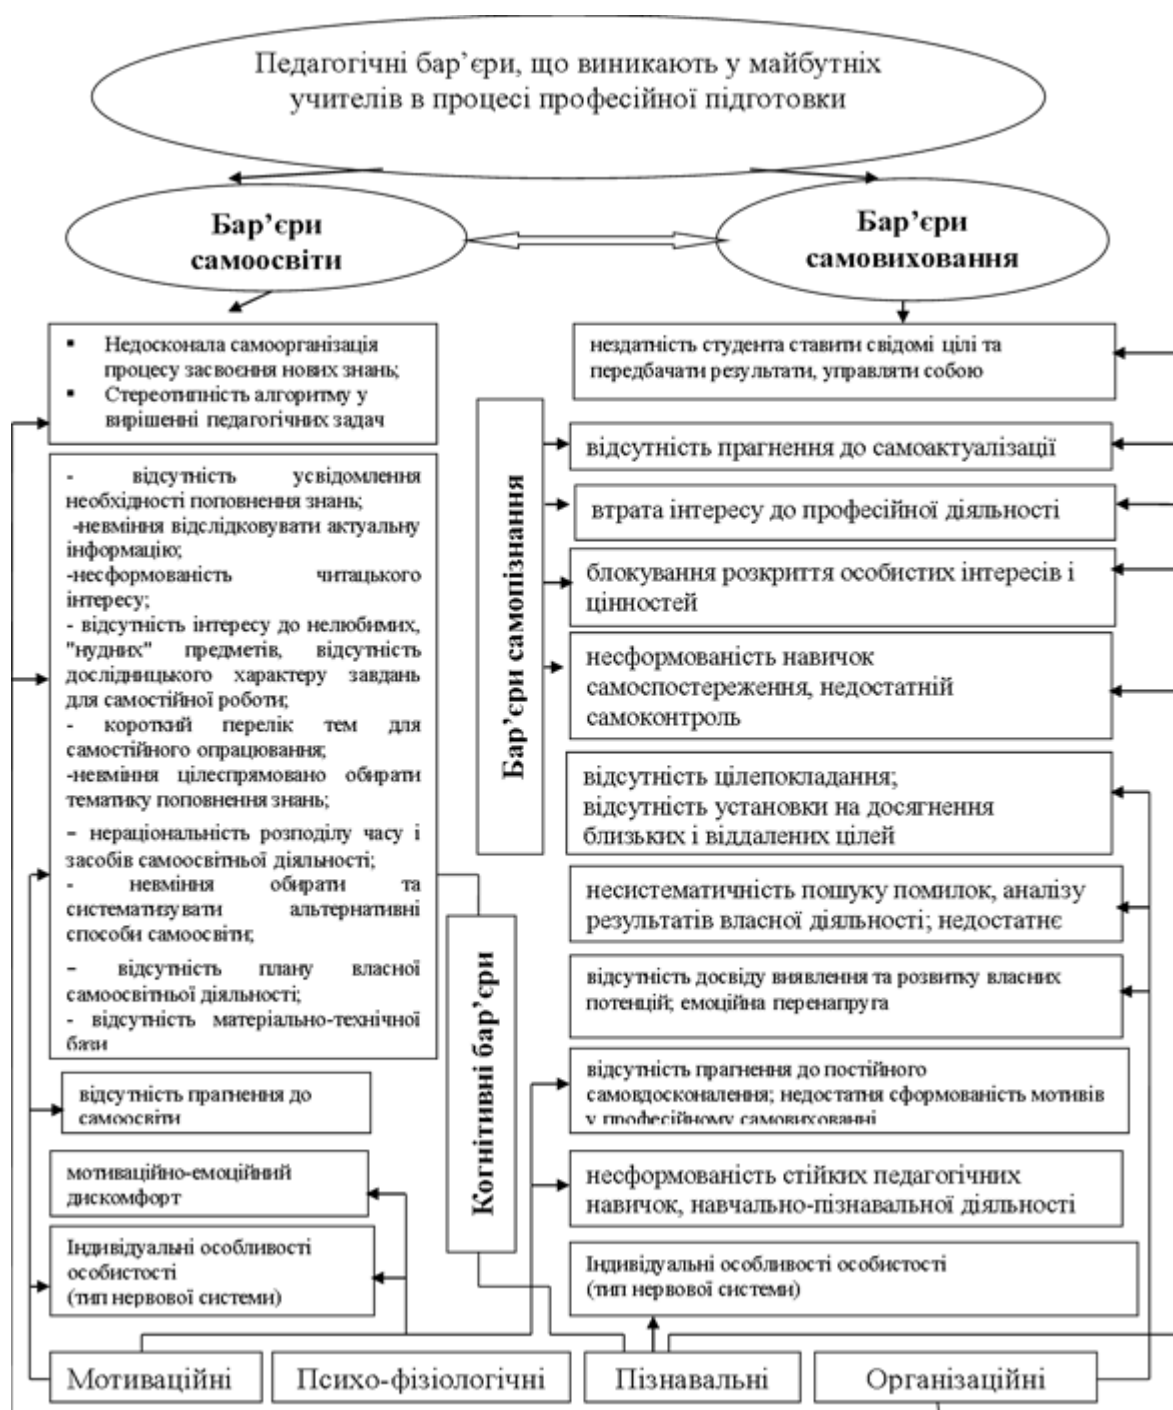 Педагогічні бар’єри, що виникають у майбутніх
учителів в процесі професійної підготовки
Бар’єри
самоосвіти
Бар’єри
самовиховання
▪ Недосконала самоорганізація
процесу засвоєння нових знань;
▪ Стереотипність алгоритму у
вирішенні педагогічних задач
- відсутність усвідомлення
необхідності поповнення знань;
-невміння відслідковувати актуальну
інформацію;
-несформованість читацького
інтересу;
- відсутність інтересу до нелюбимих,
"нудних" предметів, відсутність
дослідницького характеру завдань
для самостійної роботи;
- короткий перелік тем для
самостійного опрацювання;
-невміння цілеспрямовано обирати
тематику поповнення знань;
– нераціональність розподілу часу і
засобів самоосвітньої діяльності;
- невміння обирати та
систематизувати альтернативні
способи самоосвіти;
– відсутність плану власної
самоосвітньої діяльності;
- відсутність матеріально-технічної
бази
відсутність прагнення до
самоосвіти
мотиваційно-емоційний
дискомфорт
Індивідуальні особливості
особистості
(тип нервової системи)
Бар’єри самопізнання
Когнітивні бар’єри
нездатність студента ставити свідомі цілі та
передбачати результати, управляти собою
відсутність прагнення до самоактуалізації
втрата інтересу до професійної діяльності
блокування розкриття особистих інтересів і
цінностей
несформованість навичок
самоспостереження, недостатній
самоконтроль
відсутність цілепокладання;
відсутність установки на досягнення
близьких і віддалених цілей
несистематичність пошуку помилок, аналізу
результатів власної діяльності; недостатнє
відсутність досвіду виявлення та розвитку власних
потенцій; емоційна перенапруга
відсутність прагнення до постійного
самовдосконалення; недостатня сформованість мотивів
у професійному самовихованні
несформованість стійких педагогічних
навичок, навчально-пізнавальної діяльності
Індивідуальні особливості особистості
(тип нервової системи)
Мотиваційні
Психо-фізіологічні
Пізнавальні
Організаційні